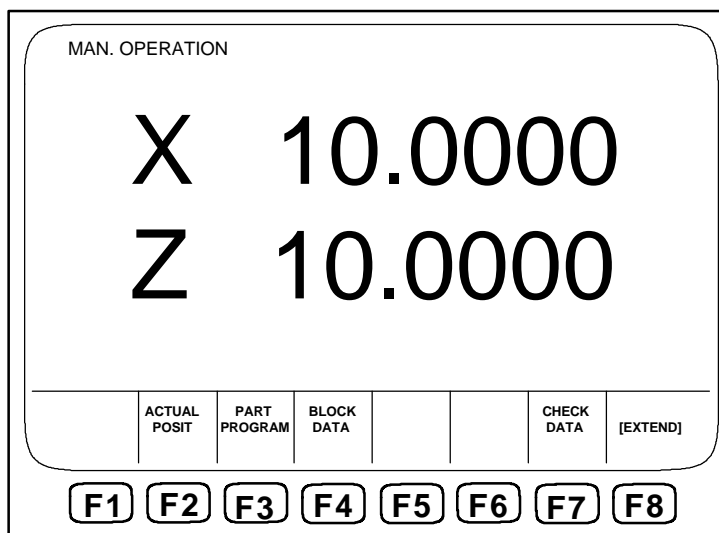 MAN. OPERATION
X 10.0000
Z 10.0000
ACTUAL POSIT PART PROGRAM BLOCK DATA CHECK DATA [EXTEND]
F1 F2 F3 F4 F5 F6 F7 F8